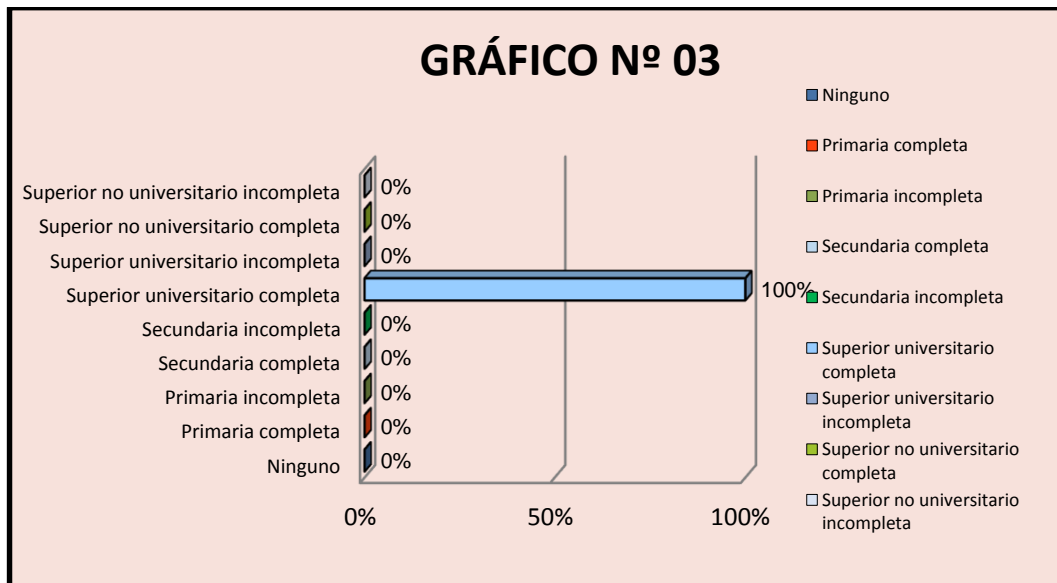 GRÁFICO Nº 03
Superior no universitario incompleta
0%
Superior no universitario completa
0%
Superior universitario incompleta
0%
Superior universitario completa
100%
Secundaria incompleta
0%
Secundaria completa
0%
Primaria incompleta
0%
Primaria completa
0%
Ninguno
0%
0%
50%
100%
Ninguno
Primaria completa
Primaria incompleta
Secundaria completa
Secundaria incompleta
Superior universitario
completa
Superior universitario
incompleta
Superior no universitario
completa
Superior no universitario
incompleta